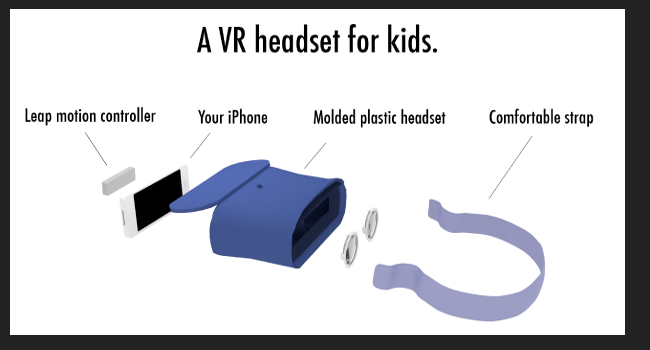 A VR headset for kids.
Leap motion controller
Your iPhone
Molded plastic headset
Comfortable strap